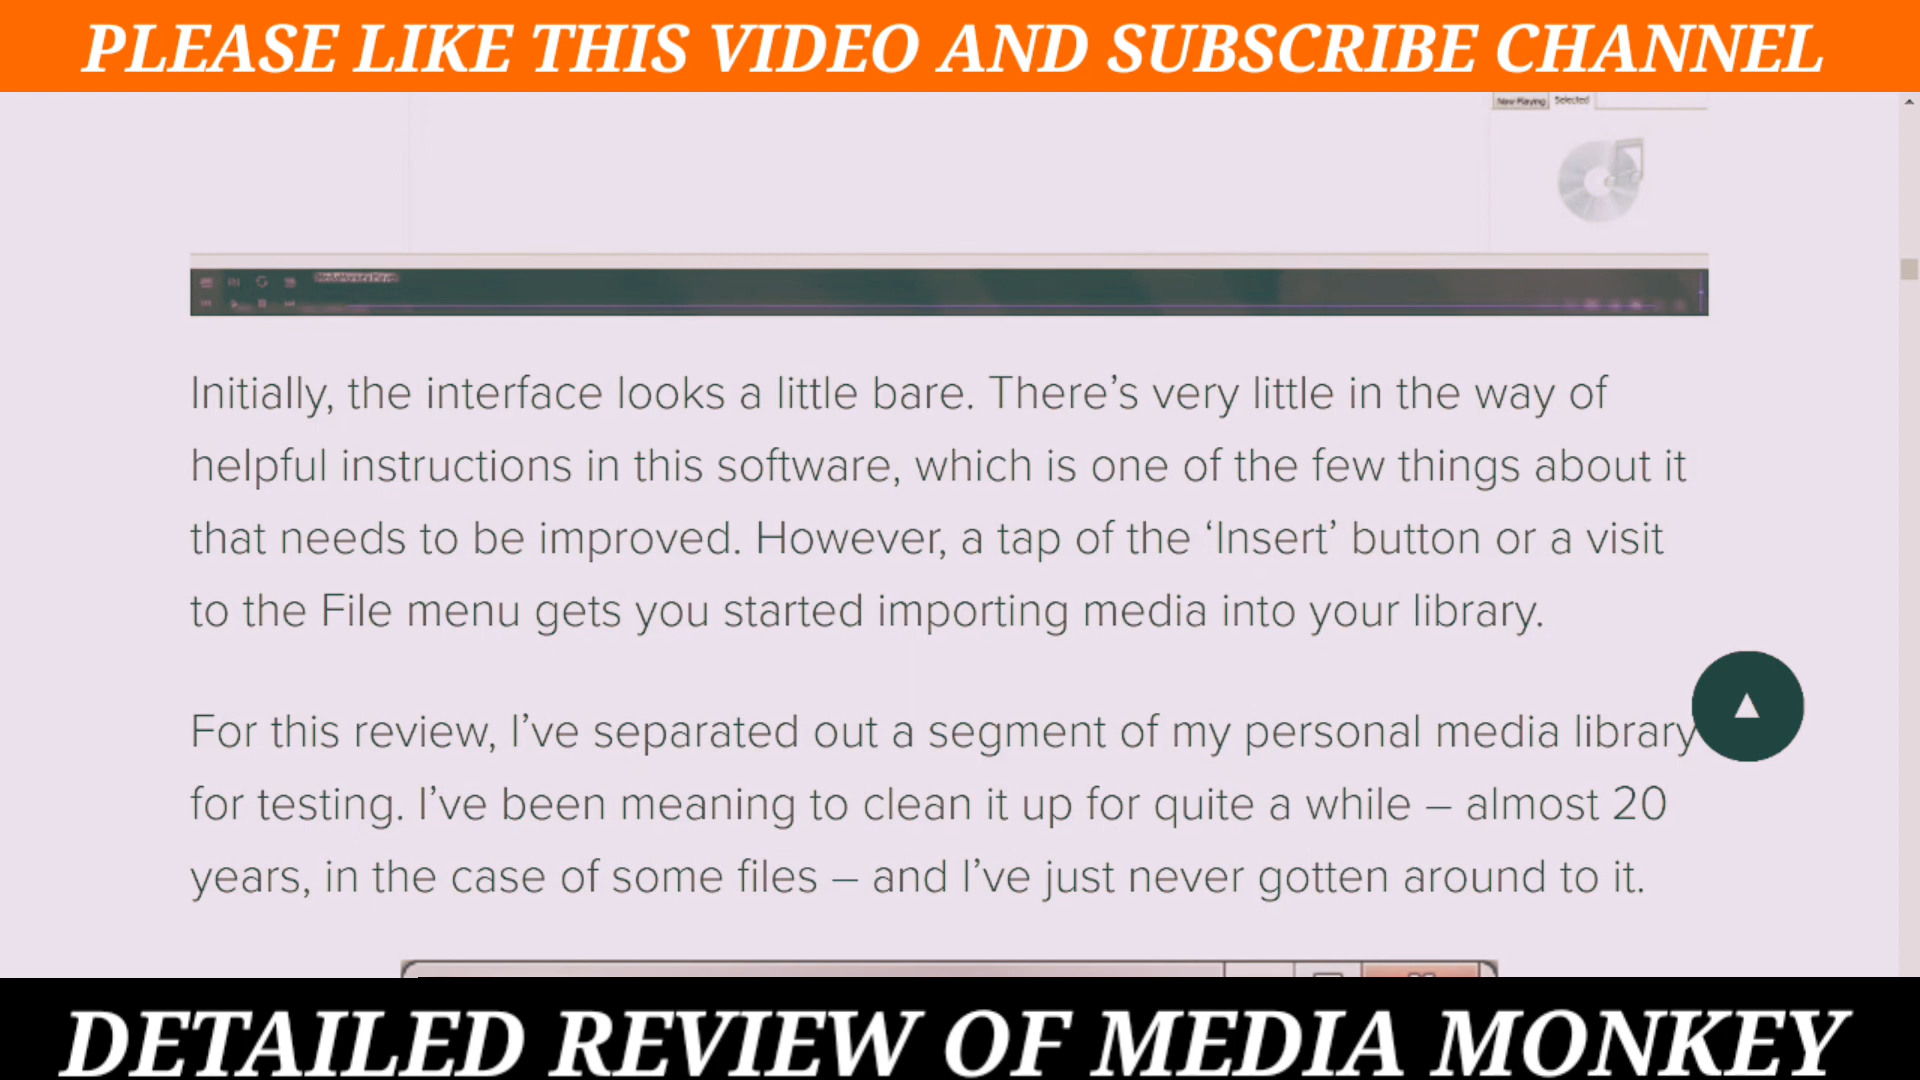 PLEASE LIKE THIS VIDEO AND SUBSCRIBE CHANNEL
Now Playing Selected
MediaMonkey Player
Initially, the interface looks a little bare. There’s very little in the way of
helpful instructions in this software, which is one of the few things about it
that needs to be improved. However, a tap of the ‘Insert’ button or a visit
to the File menu gets you started importing media into your library.
For this review, I’ve separated out a segment of my personal media library
for testing. I’ve been meaning to clean it up for quite a while – almost 20
years, in the case of some files – and I’ve just never gotten around to it.
DETAILED REVIEW OF MEDIA MONKEY